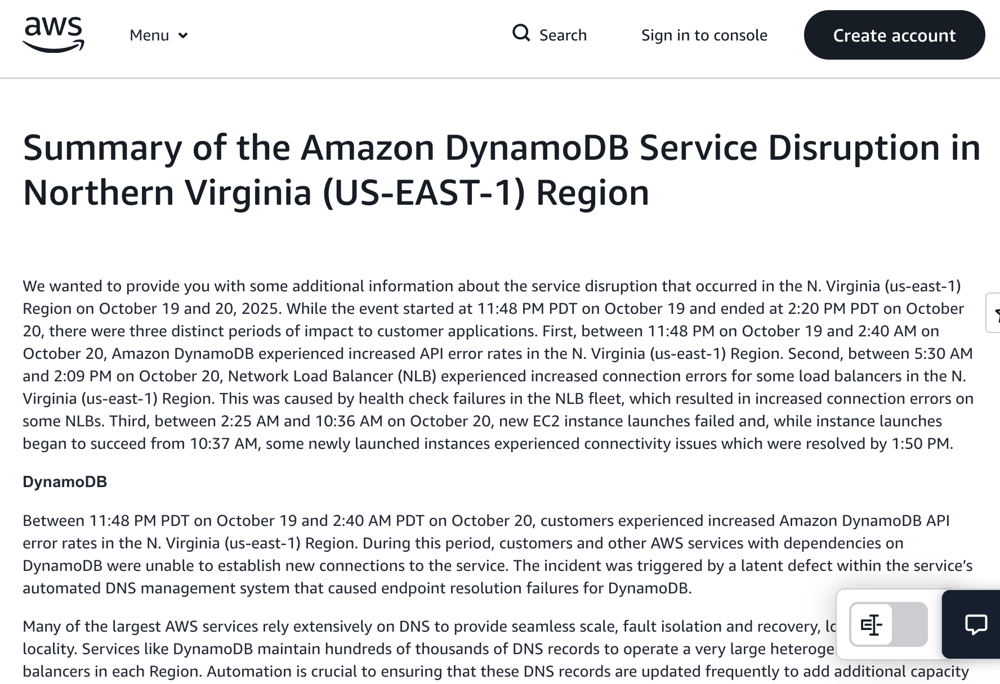 aws
Menu
Search
Sign in to console
Create account
Summary of the Amazon DynamoDB Service Disruption in
Northern Virginia (US-EAST-1) Region
We wanted to provide you with some additional information about the service disruption that occurred in the N. Virginia (us-east-1)
Region on October 19 and 20, 2025. While the event started at 11:48 PM PDT on October 19 and ended at 2:20 PM PDT on October
20, there were three distinct periods of impact to customer applications. First, between 11:48 PM on October 19 and 2:40 AM on
October 20, Amazon DynamoDB experienced increased API error rates in the N. Virginia (us-east-1) Region. Second, between 5:30 AM
and 2:09 PM on October 20, Network Load Balancer (NLB) experienced increased connection errors for some load balancers in the N.
Virginia (us-east-1) Region. This was caused by health check failures in the NLB fleet, which resulted in increased connection errors on
some NLBs. Third, between 2:25 AM and 10:36 AM on October 20, new EC2 instance launches failed and, while instance launches
began to succeed from 10:37 AM, some newly launched instances experienced connectivity issues which were resolved by 1:50 PM.
DynamoDB
Between 11:48 PM PDT on October 19 and 2:40 AM PDT on October 20, customers experienced increased Amazon DynamoDB API
error rates in the N. Virginia (us-east-1) Region. During this period, customers and other AWS services with dependencies on
DynamoDB were unable to establish new connections to the service. The incident was triggered by a latent defect within the service’s
automated DNS management system that caused endpoint resolution failures for DynamoDB.
Many of the largest AWS services rely extensively on DNS to provide seamless scale, fault isolation and recovery,
locality. Services like DynamoDB maintain hundreds of thousands of DNS records to operate a very large
balancers in each Region. Automation is crucial to ensuring that these DNS records are updated frequently to add additional capacity